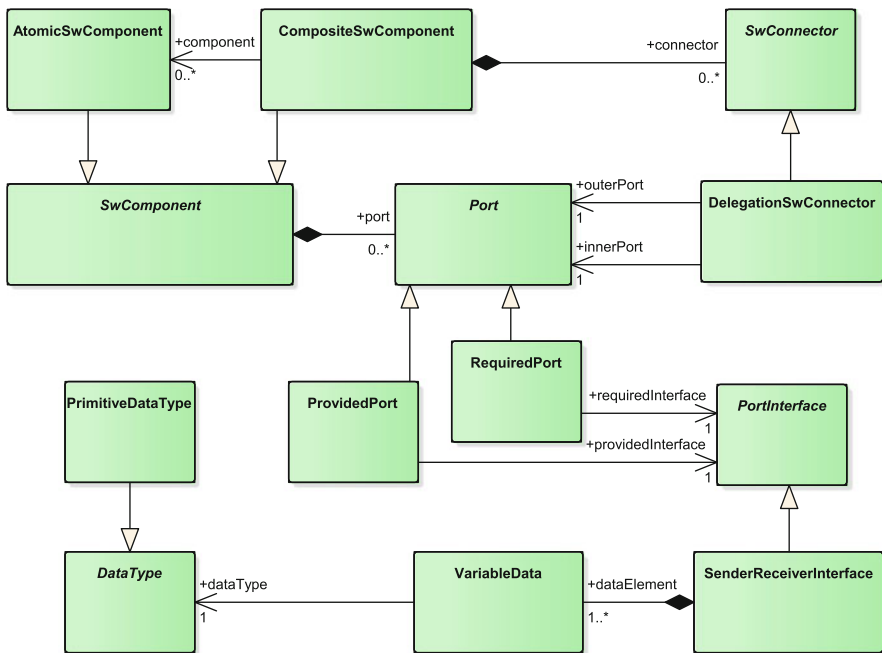 AtomicSwComponent
+component
0..*
CompositeSwComponent
+connector
0..*
SwConnector
SwComponent
+port
0..*
Port
+outerPort
1
+innerPort
1
DelegationSwConnector
PrimitiveDataType
ProvidedPort
RequiredPort
+requiredInterface
1
+providedInterface
1
PortInterface
DataType
+dataType
1
VariableData
+dataElement
1..*
SenderReceiverInterface